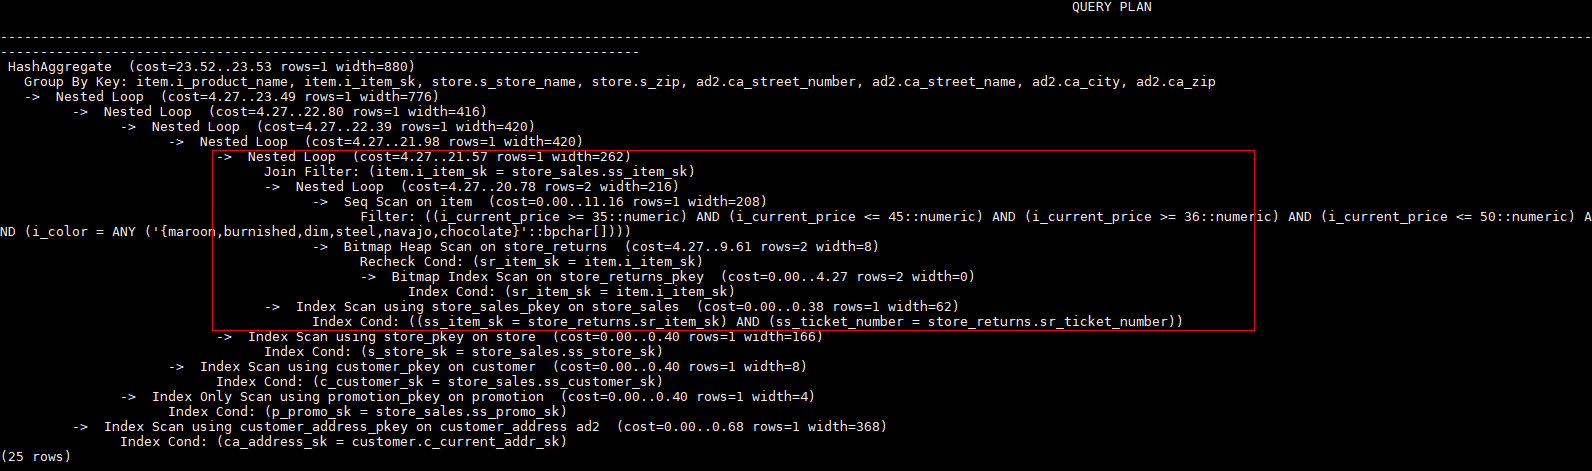 QUERY PLAN
---------------------------------------------------------------------------------------------------------------------------------------------------------------------------------------------------------
--------------------------------------------------------------------------------
HashAggregate  (cost=23.52..23.53 rows=1 width=880)
Group By Key: item.i_product_name, item.i_item_sk, store.s_store_name, store.s_zip, ad2.ca_street_number, ad2.ca_street_name, ad2.ca_city, ad2.ca_zip
->  Nested Loop  (cost=4.27..23.49 rows=1 width=776)
->  Nested Loop  (cost=4.27..22.80 rows=1 width=416)
->  Nested Loop  (cost=4.27..22.39 rows=1 width=420)
->  Nested Loop  (cost=4.27..21.98 rows=1 width=420)
->  Nested Loop  (cost=4.27..21.57 rows=1 width=262)
Join Filter: (item.i_item_sk = store_sales.ss_item_sk)
->  Nested Loop  (cost=4.27..20.78 rows=2 width=216)
->  Seq Scan on item  (cost=0.00..11.16 rows=1 width=208)
Filter: ((i_current_price >= 35::numeric) AND (i_current_price <= 45::numeric) AND (i_current_price >= 36::numeric) AND (i_current_price <= 50::numeric) A
ND (i_color = ANY ('{maroon,burnished,dim,steel,navajo,chocolate}'::bpchar[])))
->  Bitmap Heap Scan on store_returns  (cost=4.27..9.61 rows=2 width=8)
Recheck Cond: (sr_item_sk = item.i_item_sk)
->  Bitmap Index Scan on store_returns_pkey  (cost=0.00..4.27 rows=2 width=0)
Index Cond: (sr_item_sk = item.i_item_sk)
->  Index Scan using store_sales_pkey on store_sales  (cost=0.00..0.38 rows=1 width=62)
Index Cond: ((ss_item_sk = store_returns.sr_item_sk) AND (ss_ticket_number = store_returns.sr_ticket_number))
->  Index Scan using store_pkey on store  (cost=0.00..0.40 rows=1 width=166)
Index Cond: (s_store_sk = store_sales.ss_store_sk)
->  Index Scan using customer_pkey on customer  (cost=0.00..0.40 rows=1 width=8)
Index Cond: (c_customer_sk = store_sales.ss_customer_sk)
->  Index Only Scan using promotion_pkey on promotion  (cost=0.00..0.40 rows=1 width=4)
Index Cond: (p_promo_sk = store_sales.ss_promo_sk)
->  Index Scan using customer_address_pkey on customer_address ad2  (cost=0.00..0.68 rows=1 width=368)
Index Cond: (ca_address_sk = customer.c_current_addr_sk)
(25 rows)